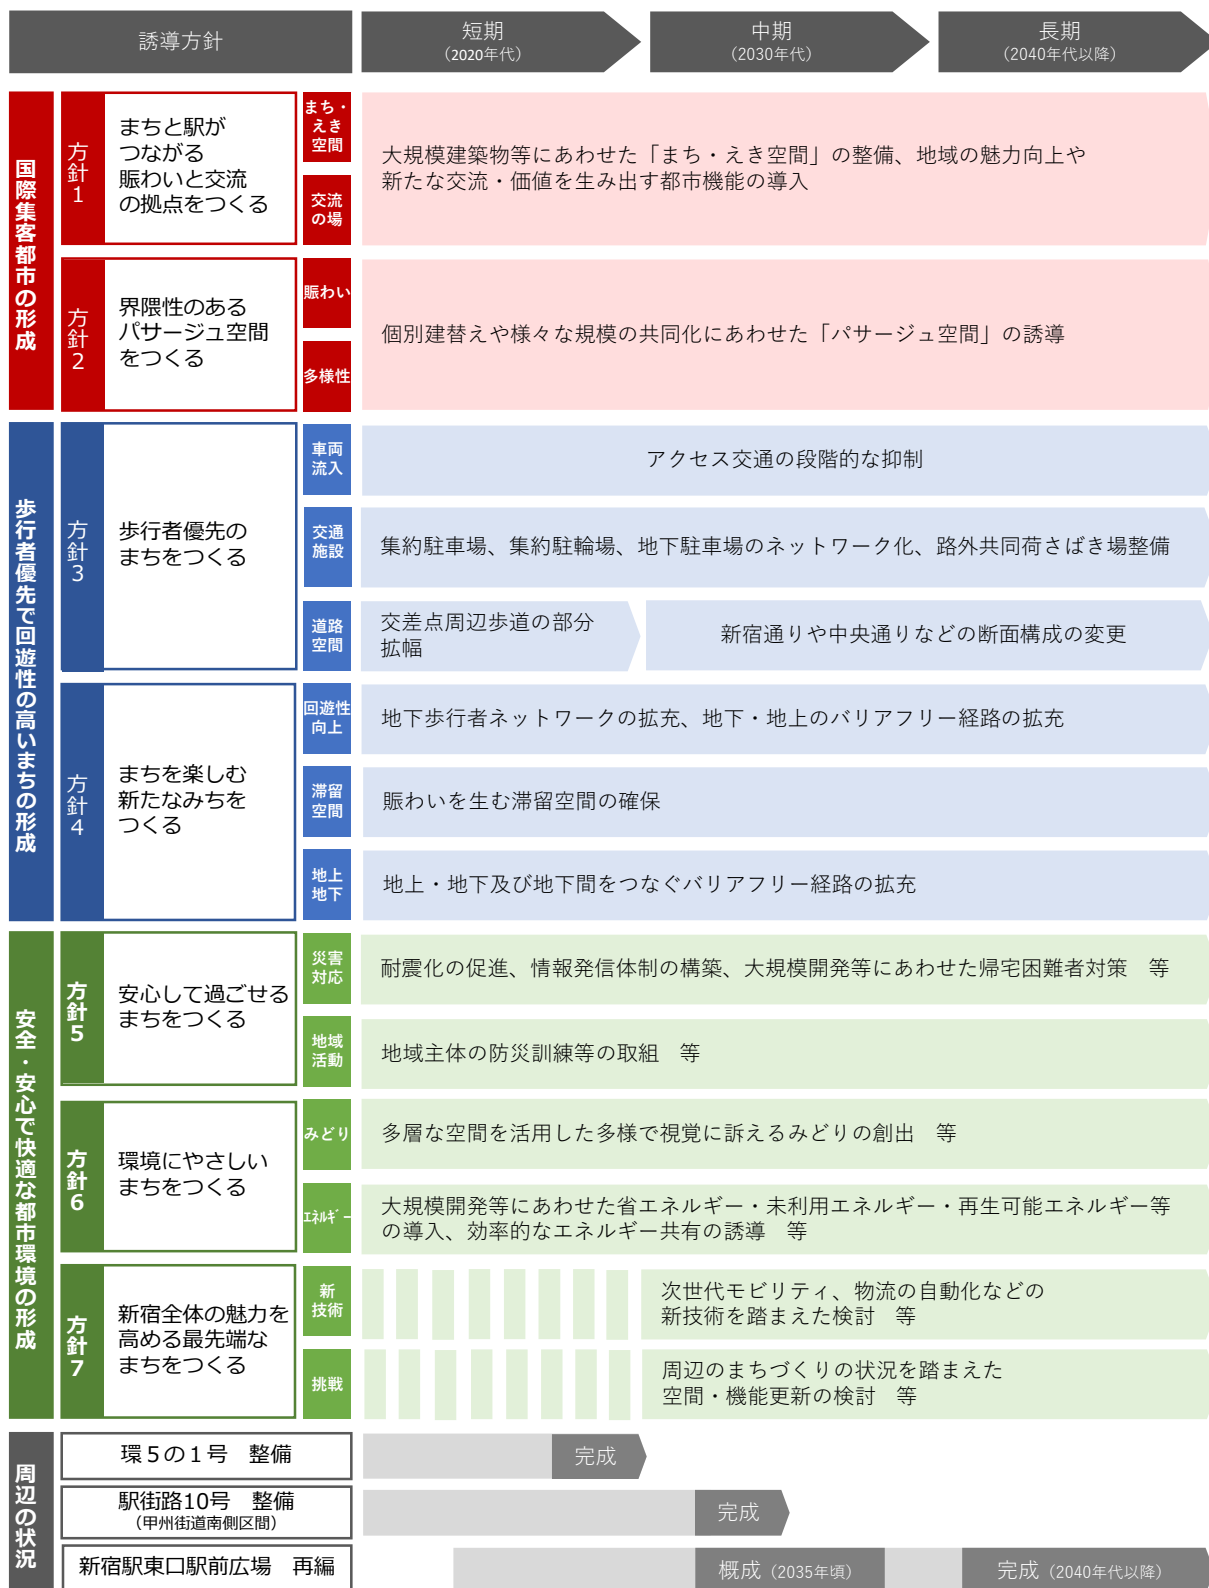 誘導方針
短期
（2020年代）
中期
（2030年代）
長期
（2040年代以降）
国際集客都市の形成
方針1
まちと駅が
つながる
賑わいと交流
の拠点をつくる
まち・
えき
空間
交流
の場
大規模建築物等にあわせた「まち・えき空間」の整備、地域の魅力向上や
新たな交流・価値を生み出す都市機能の導入
方針2
界隈性のある
パサージュ空間
をつくる
賑わい
多様性
個別建替えや様々な規模の共同化にあわせた「パサージュ空間」の誘導
歩行者優先で回遊性の高いまちの形成
方針3
歩行者優先の
まちをつくる
車両
流入
アクセス交通の段階的な抑制
交通
施設
集約駐車場、集約駐輪場、地下駐車場のネットワーク化、路外共同荷さばき場整備
道路
空間
交差点周辺歩道の部分
拡幅
新宿通りや中央通りなどの断面構成の変更
方針4
まちを楽しむ
新たなみちを
つくる
回遊性
向上
地下歩行者ネットワークの拡充、地下・地上のバリアフリー経路の拡充
滞留
空間
賑わいを生む滞留空間の確保
地上
地下
地上・地下及び地下間をつなぐバリアフリー経路の拡充
安全・安心で快適な都市環境の形成
方針5
安心して過ごせる
まちをつくる
災害
対応
耐震化の促進、情報発信体制の構築、大規模開発等にあわせた帰宅困難者対策　等
地域
活動
地域主体の防災訓練等の取組　等
方針6
環境にやさしい
まちをつくる
みどり
多層な空間を活用した多様で視覚に訴えるみどりの創出　等
ｴﾈﾙｷﾞｰ
大規模開発等にあわせた省エネルギー・未利用エネルギー・再生可能エネルギー等
の導入、効率的なエネルギー共有の誘導　等
方針7
新宿全体の魅力を
高める最先端な
まちをつくる
新
技術
次世代モビリティ、物流の自動化などの
新技術を踏まえた検討　等
挑戦
周辺のまちづくりの状況を踏まえた
空間・機能更新の検討　等
周辺の状況
環５の１号　整備
完成
駅街路10号　整備
（甲州街道南側区間）
完成
新宿駅東口駅前広場　再編
概成（2035年頃）
完成（2040年代以降）